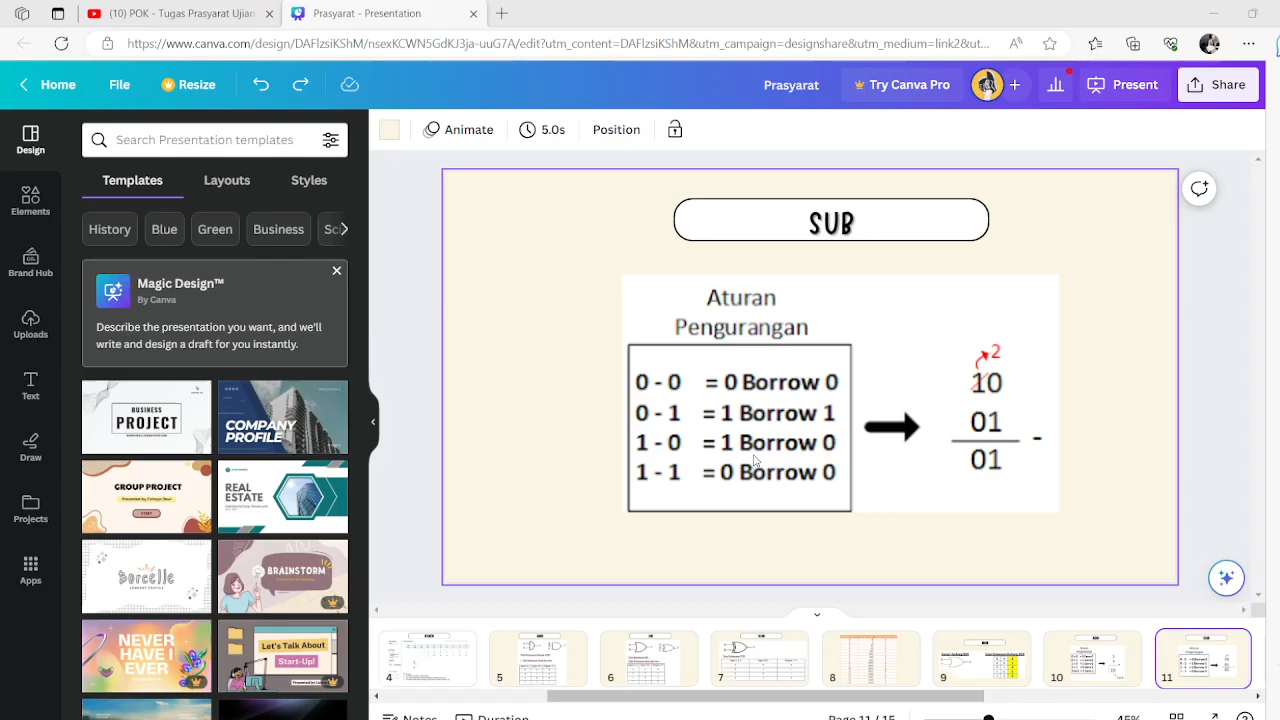 (10) POK - Tugas Prasyarat Ujian
Prasyarat - Presentation
https://www.canva.com/design/DAFlzsiKShM/nsexKCWN5GdKJ3ja-uuG7A/edit?utm_content=DAFlzsiKShM&utm_campaign=designshare&utm_medium=link2&ut...
Home
File
Resize
Prasyarat
Try Canva Pro
Present
Share
Design
Elements
Brand Hub
Uploads
Text
Draw
Projects
Apps
Search Presentation templates
Templates
Layouts
Styles
History
Blue
Green
Business
Magic Design™
By Canva
Describe the presentation you want, and we'll
write and design a draft for you instantly.
BUSINESS
PROJECT
COMPANY
PROFILE
GROUP PROJECT
START
REAL
ESTATE
Borcelle
BRAINSTORM
NEVER
HAVE I
EVER
Let's Talk About
Start-Up!
Animate
5.0s
Position
SUB
Aturan
Pengurangan
0 - 0 = 0 Borrow 0
0 - 1 = 1 Borrow 1
1 - 0 = 1 Borrow 0
1 - 1 = 0 Borrow 0
2
10
01
-
01
4
5
6
7
8
9
10
11
Notes
Duration
Page 11 / 15
45%